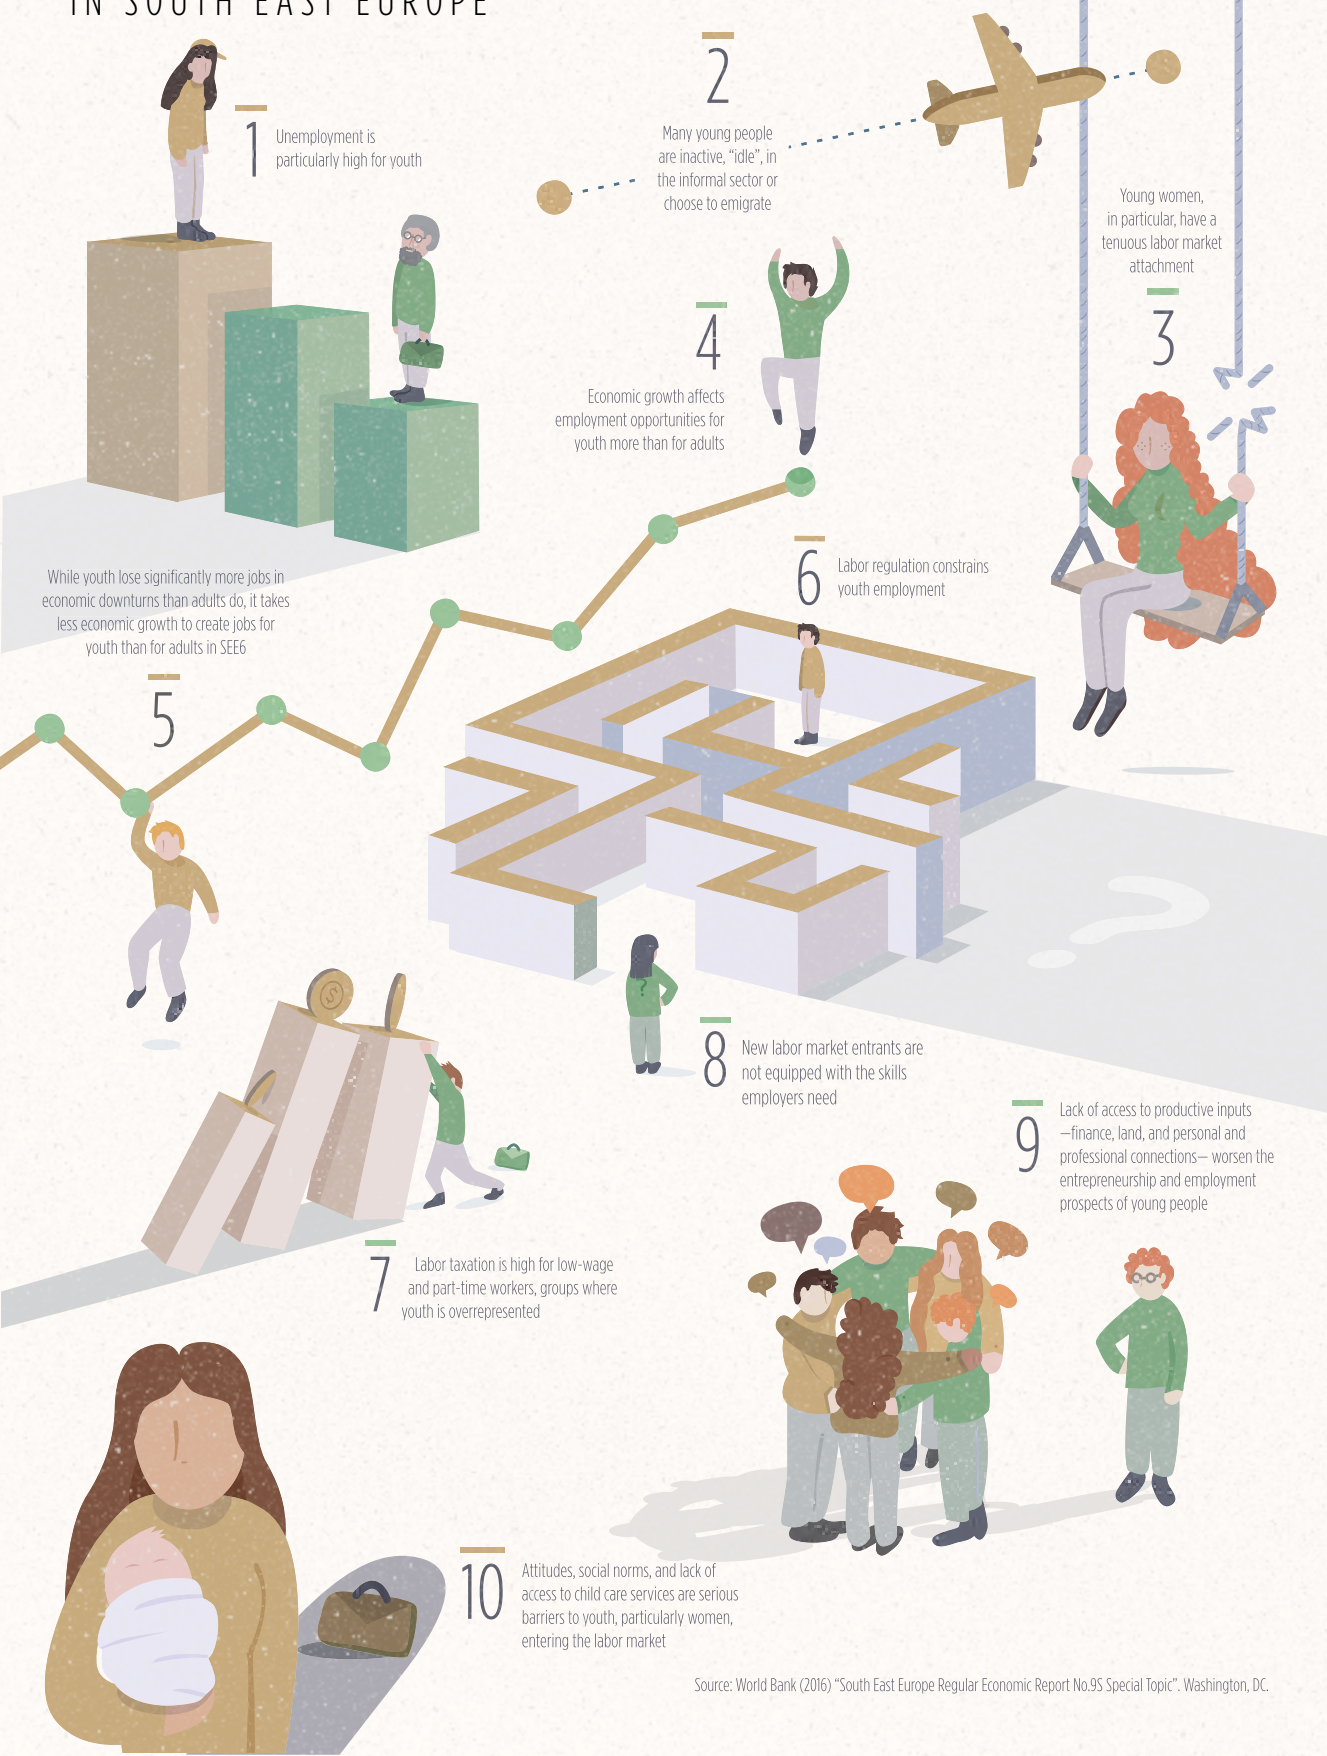 IN SOUTH EAST EUROPE
1
Unemployment is
particularly high for youth
2
Many young people
are inactive, “idle”, in
the informal sector or
choose to emigrate
Young women,
in particular, have a
tenuous labor market
attachment
3
4
Economic growth affects
employment opportunities for
youth more than for adults
While youth lose significantly more jobs in
economic downturns than adults do, it takes
less economic growth to create jobs for
youth than for adults in SEE6
5
6
Labor regulation constrains
youth employment
?
$
?
7
Labor taxation is high for low-wage
and part-time workers, groups where
youth is overrepresented
8
New labor market entrants are
not equipped with the skills
employers need
9
Lack of access to productive inputs
—finance, land, and personal and
professional connections— worsen the
entrepreneurship and employment
prospects of young people
10
Attitudes, social norms, and lack of
access to child care services are serious
barriers to youth, particularly women,
entering the labor market
Source: World Bank (2016) “South East Europe Regular Economic Report No.9S Special Topic”. Washington, DC.